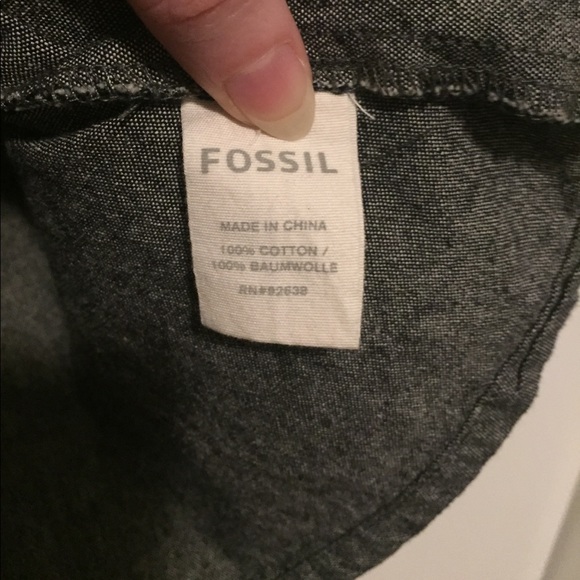 FOSSIL
MADE IN CHINA
100% COTTON /
100% BAUMWOLLE
RN#92638